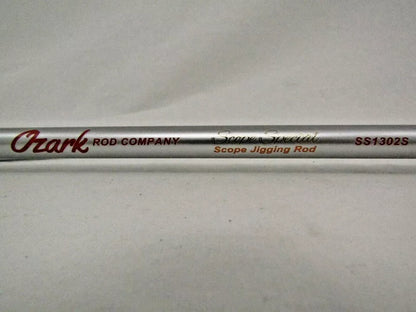 Ozark ROD COMPANY Scope Special SS1302S
Scope Jigging Rod